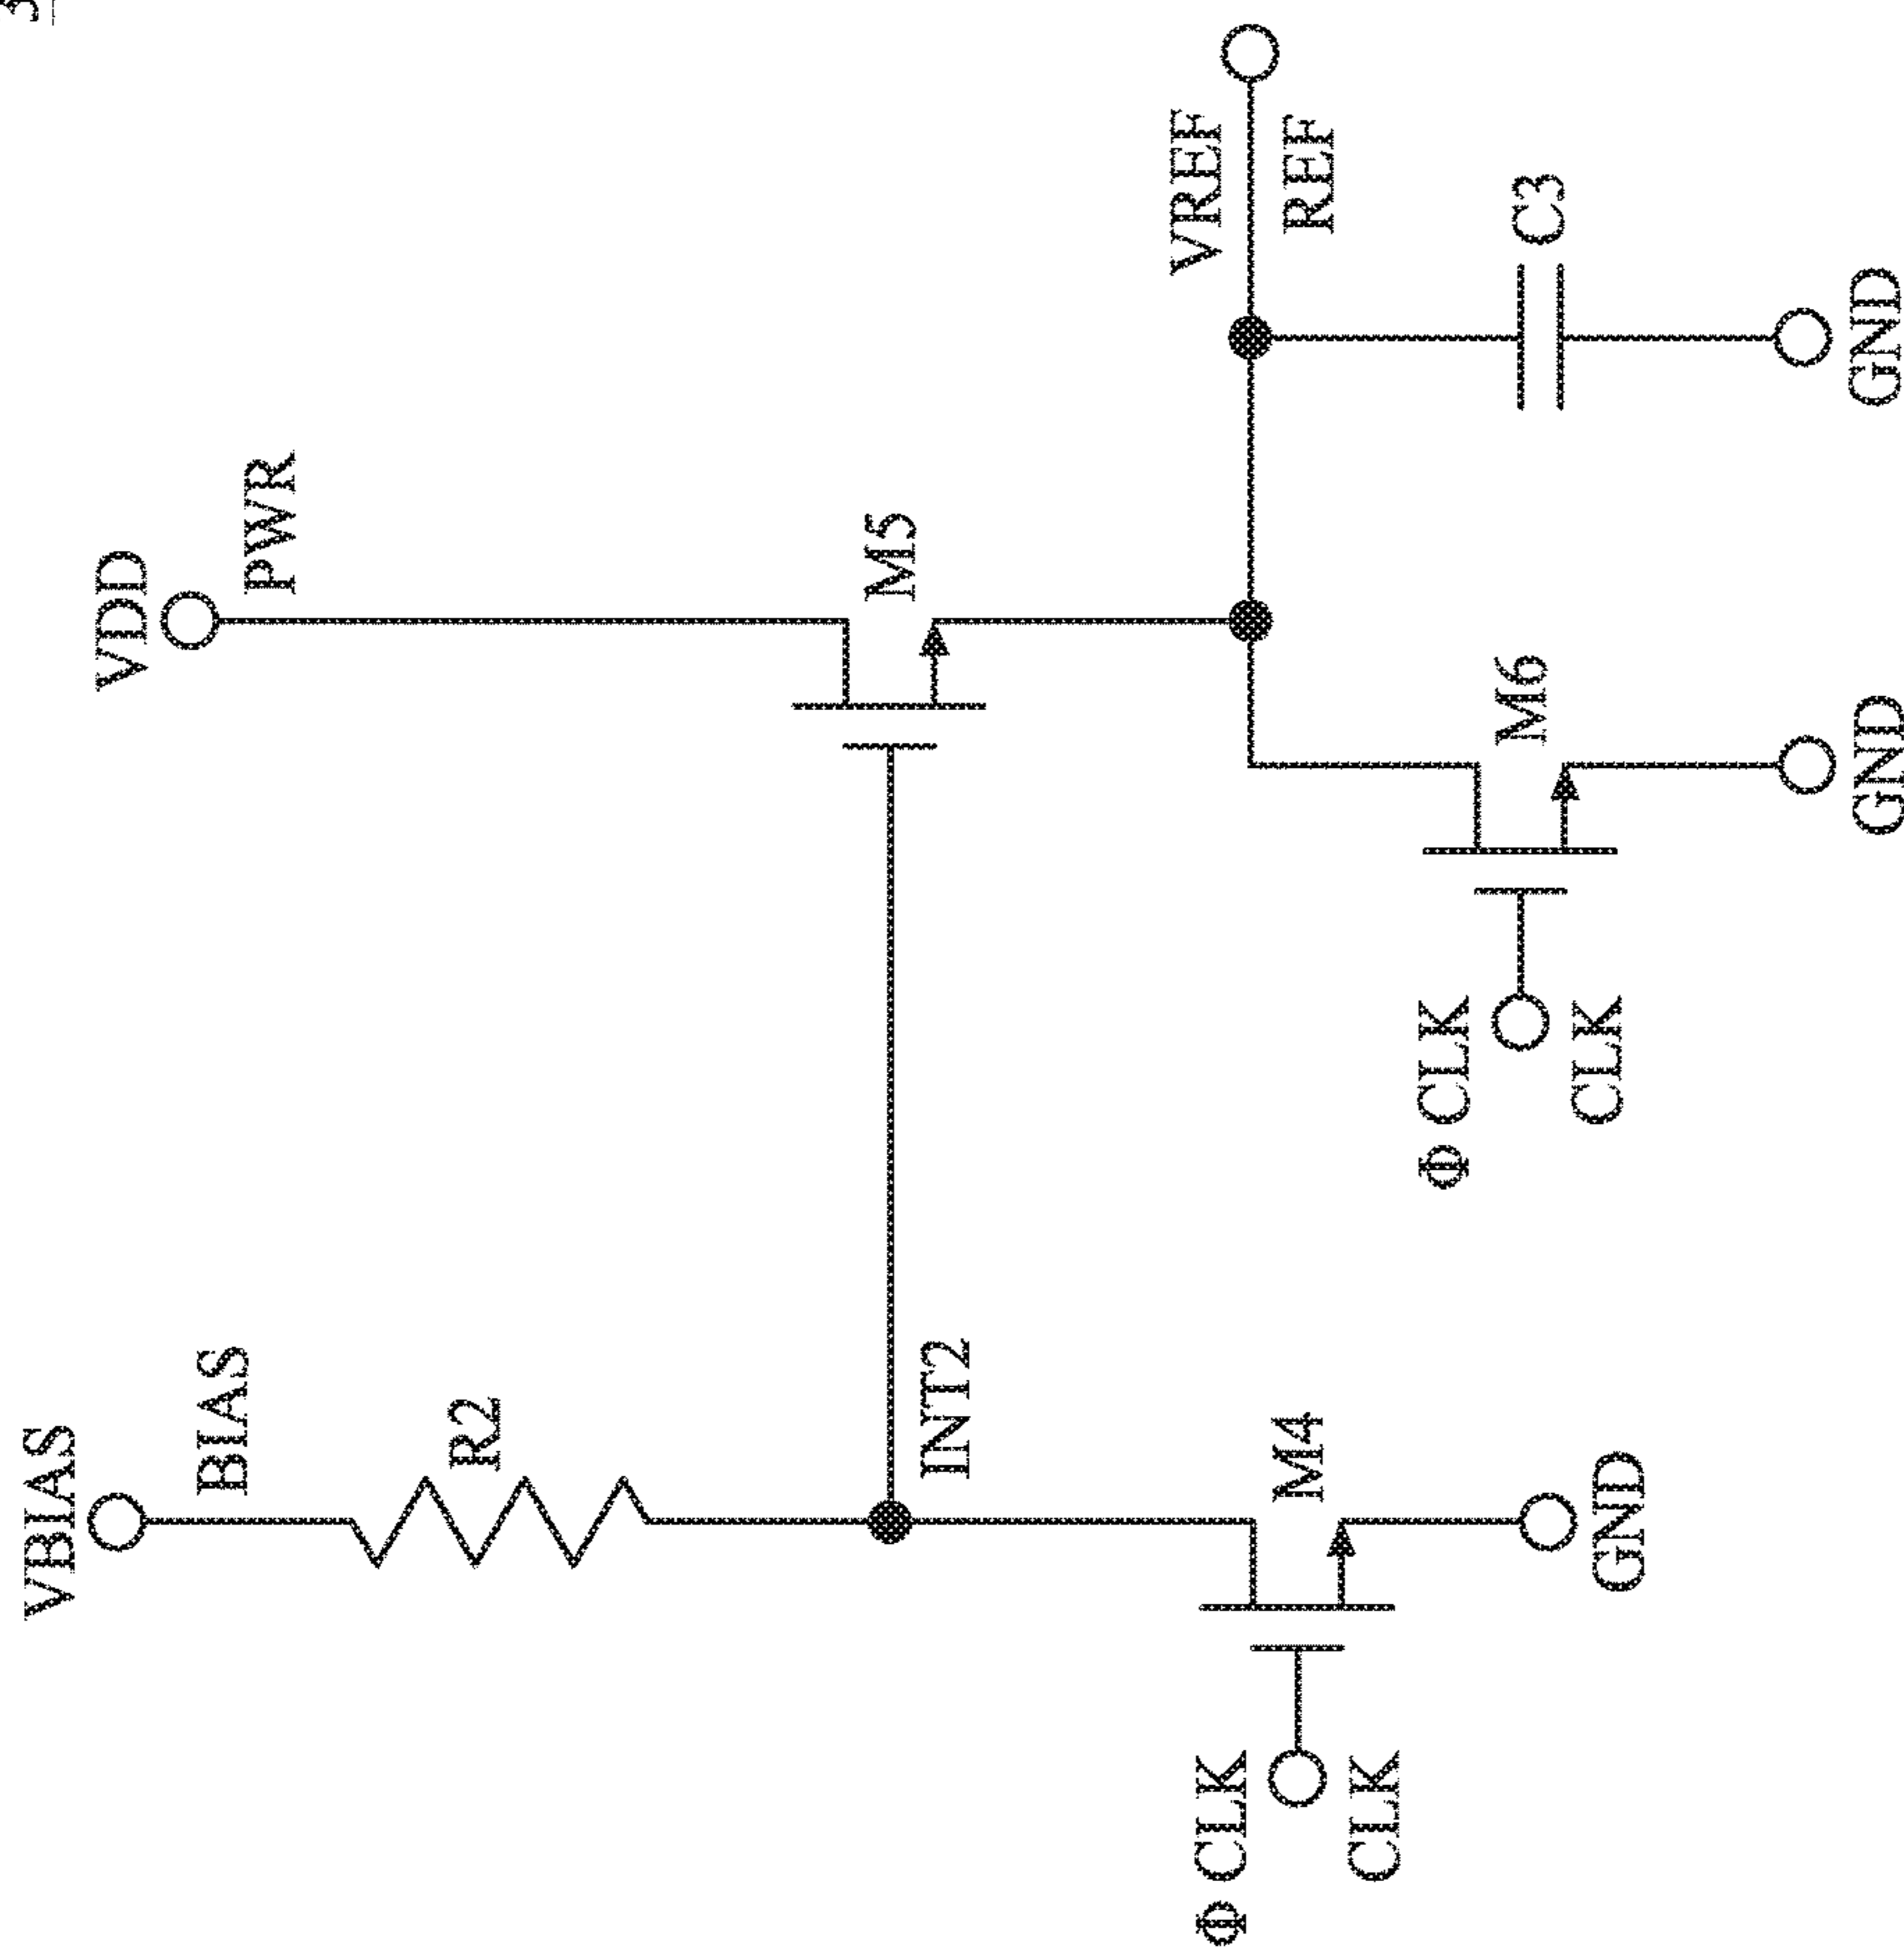 VBIAS
BIAS
R2
INT2
M4
Φ CLK
CLK
GND
VDD
PWR
M5
VREF
REF
M6
Φ CLK
CLK
GND
C3
GND